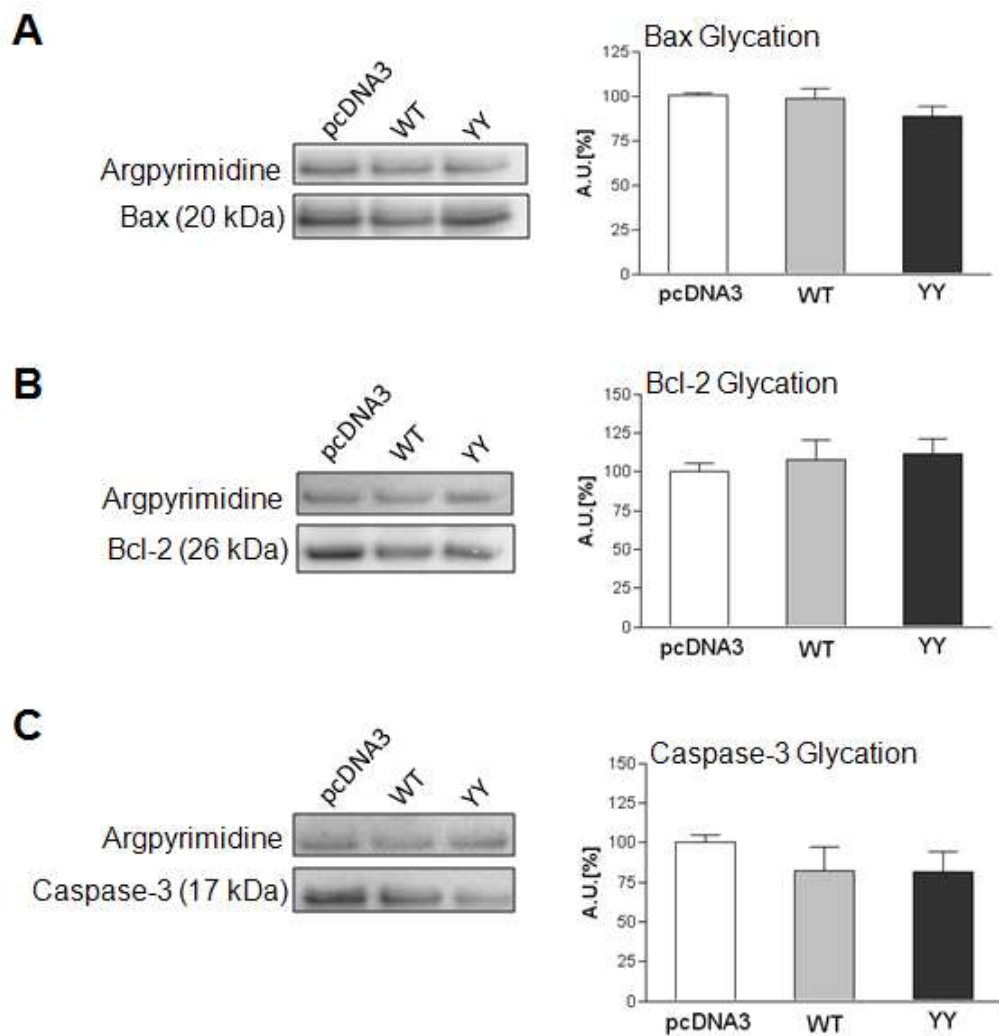 A
pcDNA3 WT YY
Argpyrimidine
Bax (20 kDa)
Bax Glycation
A.U.[%]
125
100
75
50
25
0
pcDNA3 WT YY
B
pcDNA3 WT YY
Argpyrimidine
Bcl-2 (26 kDa)
Bcl-2 Glycation
A.U.[%]
150
125
100
75
50
25
0
pcDNA3 WT YY
C
pcDNA3 WT YY
Argpyrimidine
Caspase-3 (17 kDa)
Caspase-3 Glycation
A.U.[%]
150
125
100
75
50
25
0
pcDNA3 WT YY